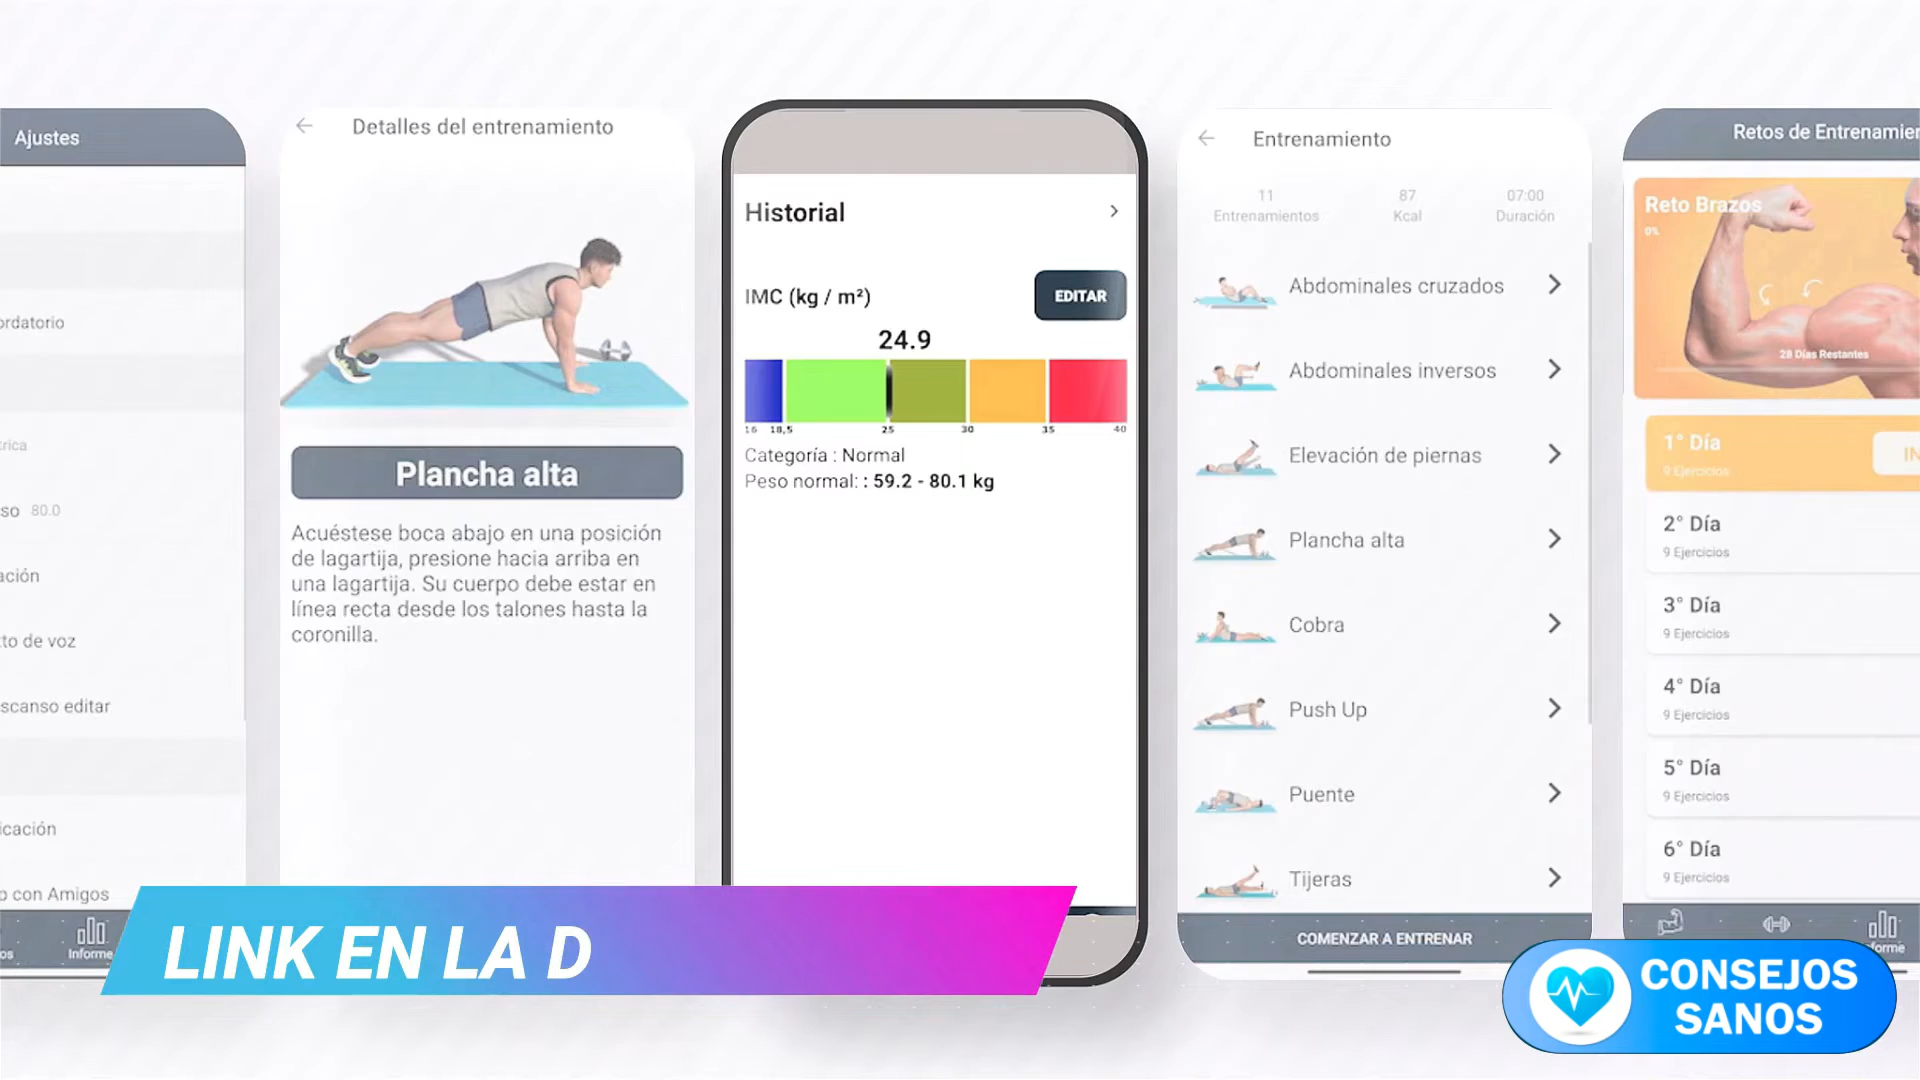 Ajustes
ordatorio
trica
so 80.0
ación
to de voz
scanso editar
icación
o con Amigos
os
Informe
Detalles del entrenamiento
Plancha alta
Acuéstese boca abajo en una posición
de lagartija, presione hacia arriba en
una lagartija. Su cuerpo debe estar en
línea recta desde los talones hasta la
coronilla.
Historial
IMC (kg / m²)
EDITAR
24.9
16 18,5 25 30 35 40
Categoría : Normal
Peso normal: : 59.2 - 80.1 kg
Entrenamiento
11 87 07:00
Entrenamientos Kcal Duración
Abdominales cruzados
Abdominales inversos
Elevación de piernas
Plancha alta
Cobra
Push Up
Puente
Tijeras
COMENZAR A ENTRENAR
Retos de Entrenamier
Reto Brazos
0%
28 Días Restantes
1° Día
9 Ejercicios
IN
2° Día
9 Ejercicios
3° Día
9 Ejercicios
4° Día
9 Ejercicios
5° Día
9 Ejercicios
6° Día
9 Ejercicios
forme
LINK EN LA D
CONSEJOS
SANOS